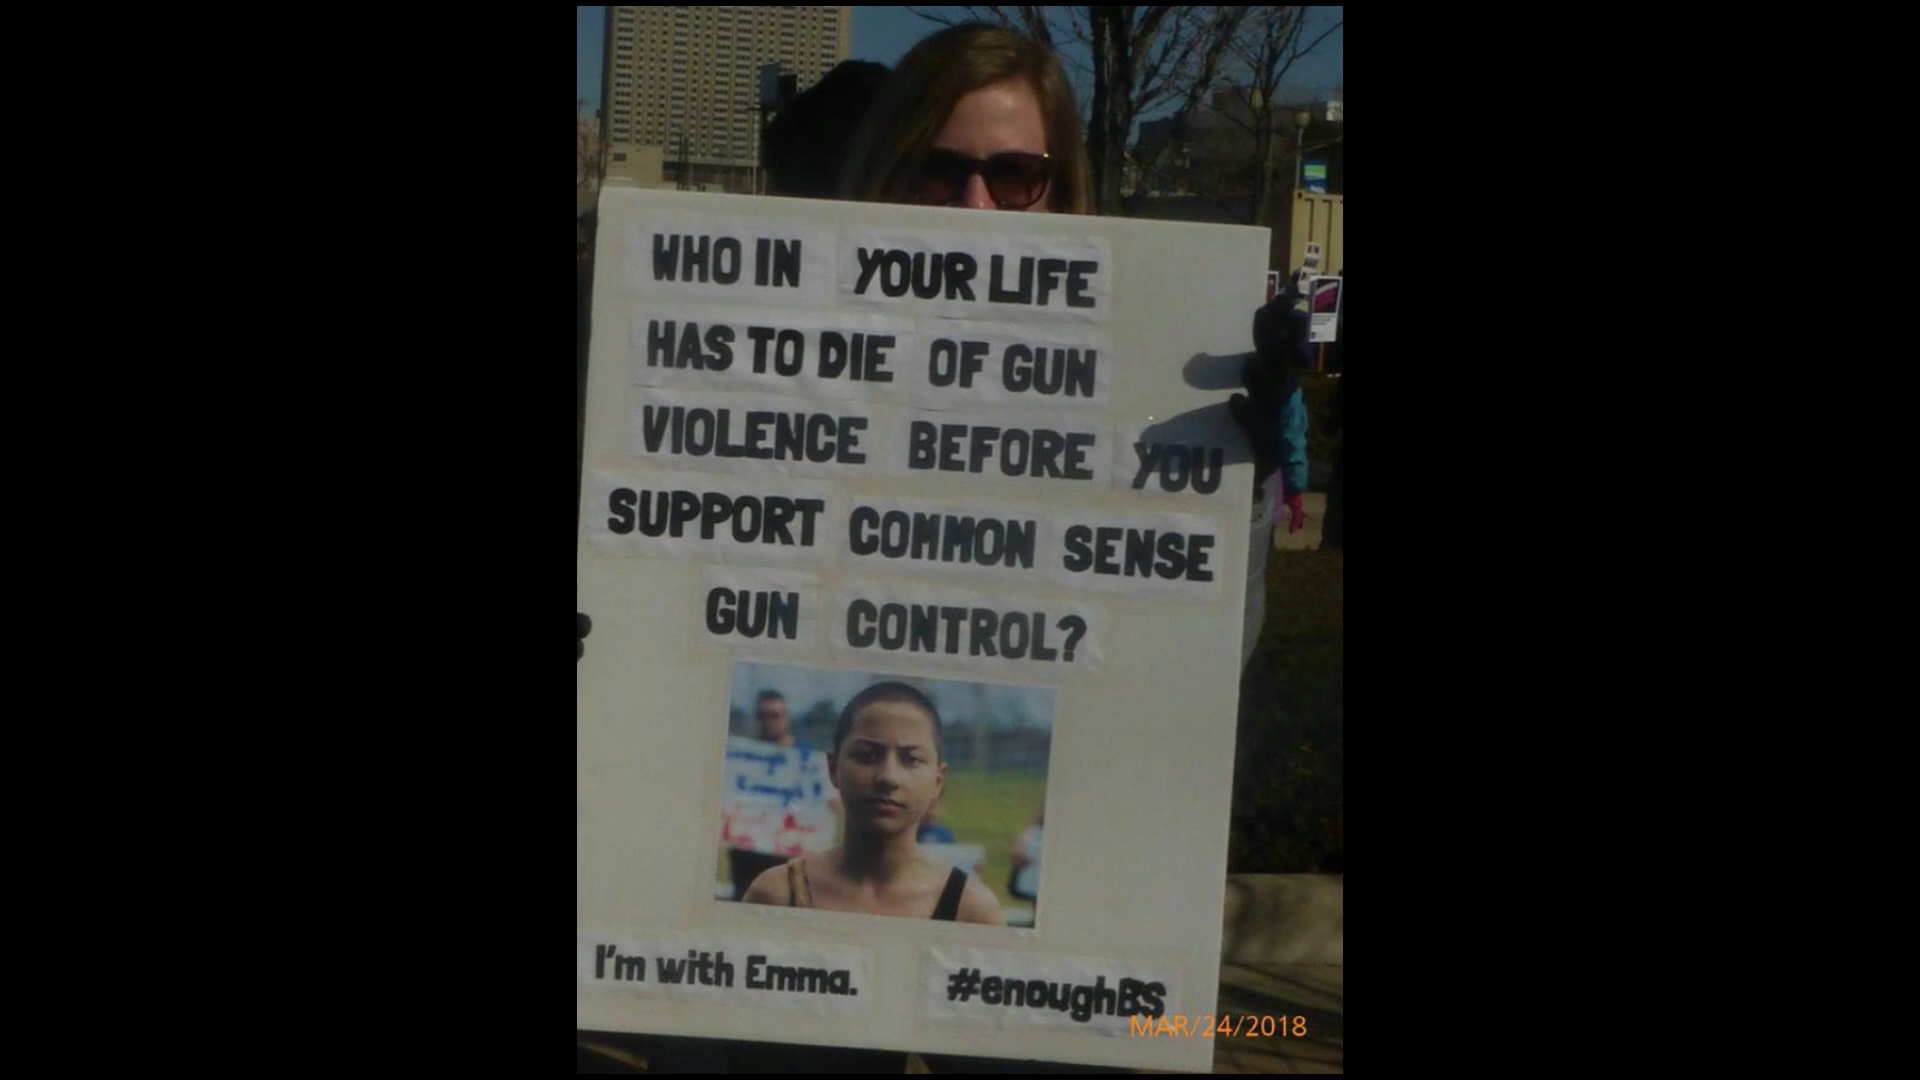 WHO IN YOUR LIFE
HAS TO DIE OF GUN
VIOLENCE BEFORE YOU
SUPPORT COMMON SENSE
GUN CONTROL?
I'm with Emma. #enoughBS
MAR/24/2018